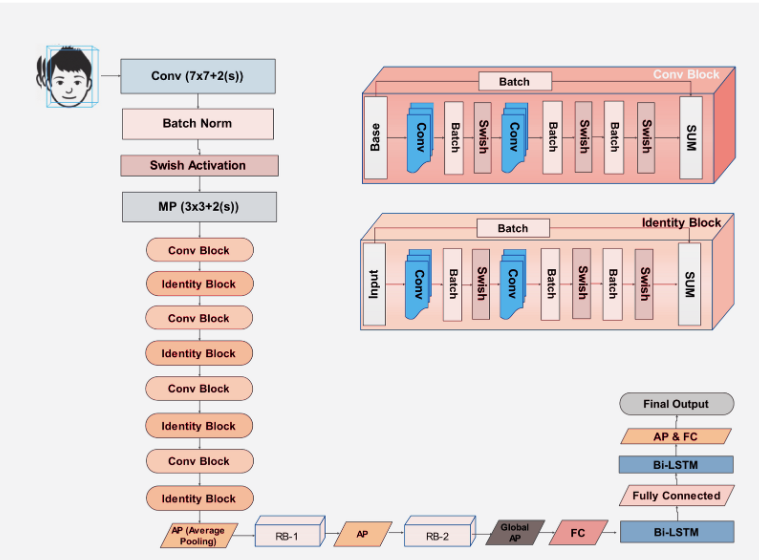 Conv (7x7+2(s))
Batch Norm
Swish Activation
MP (3x3+2(s))
Conv Block
Identity Block
Conv Block
Identity Block
Conv Block
Identity Block
Conv Block
Identity Block
AP (Average
Pooling)
RB-1
AP
RB-2
Global
AP
FC
Bi-LSTM
Fully Connected
Bi-LSTM
AP & FC
Final Output
Conv Block
Batch
Base
Conv
Batch
Swish
Conv
Batch
Swish
Batch
Swish
SUM
Identity Block
Batch
Input
Conv
Batch
Swish
Conv
Batch
Swish
Batch
Swish
SUM